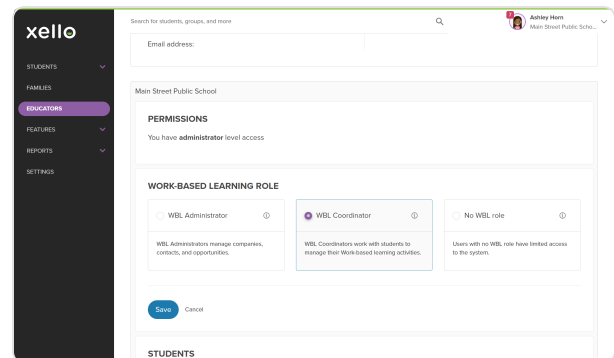 xello
Search for students, groups, and more
7
Ashley Horn
Main Street Public Scho...
STUDENTS
FAMILIES
EDUCATORS
FEATURES
REPORTS
SETTINGS
Email address:
Main Street Public School
PERMISSIONS
You have administrator level access
WORK-BASED LEARNING ROLE
WBL Administrator
WBL Administrators manage companies,
contacts, and opportunities.
WBL Coordinator
WBL Coordinators work with students to
manage their Work-based learning activities.
No WBL role
Users with no WBL role have limited access
to the system.
Save Cancel
STUDENTS